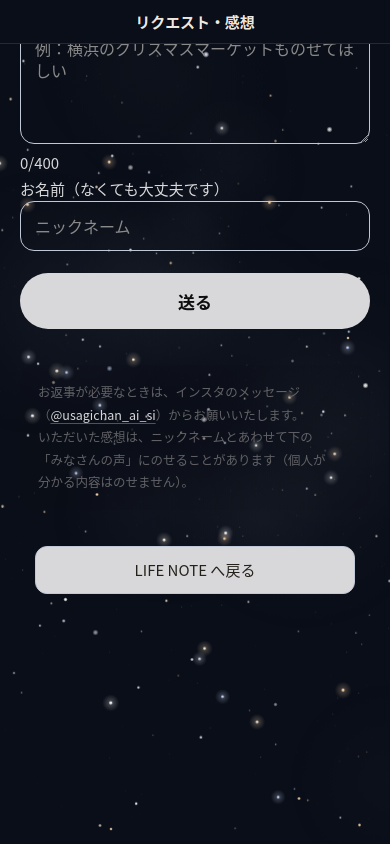 リクエスト・感想
例：横浜のクリスマスマーケットものせてほ
しい
0/400
お名前（なくても大丈夫です）
ニックネーム
送る
お返事が必要なときは、インスタのメッセージ
（@usagichan_ai_si）からお願いいたします。
いただいた感想は、ニックネームとあわせて下の
「みなさんの声」にのせることがあります（個人が
分かる内容はのせません）。
LIFE NOTE へ戻る